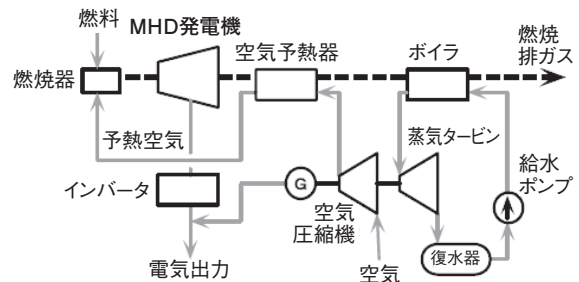 燃料
MHD発電機
空気予熱器
ボイラ
燃焼
排ガス
燃焼器
予熱空気
蒸気タービン
給水
ポンプ
インバータ
G
空気
圧縮機
復水器
電気出力
空気